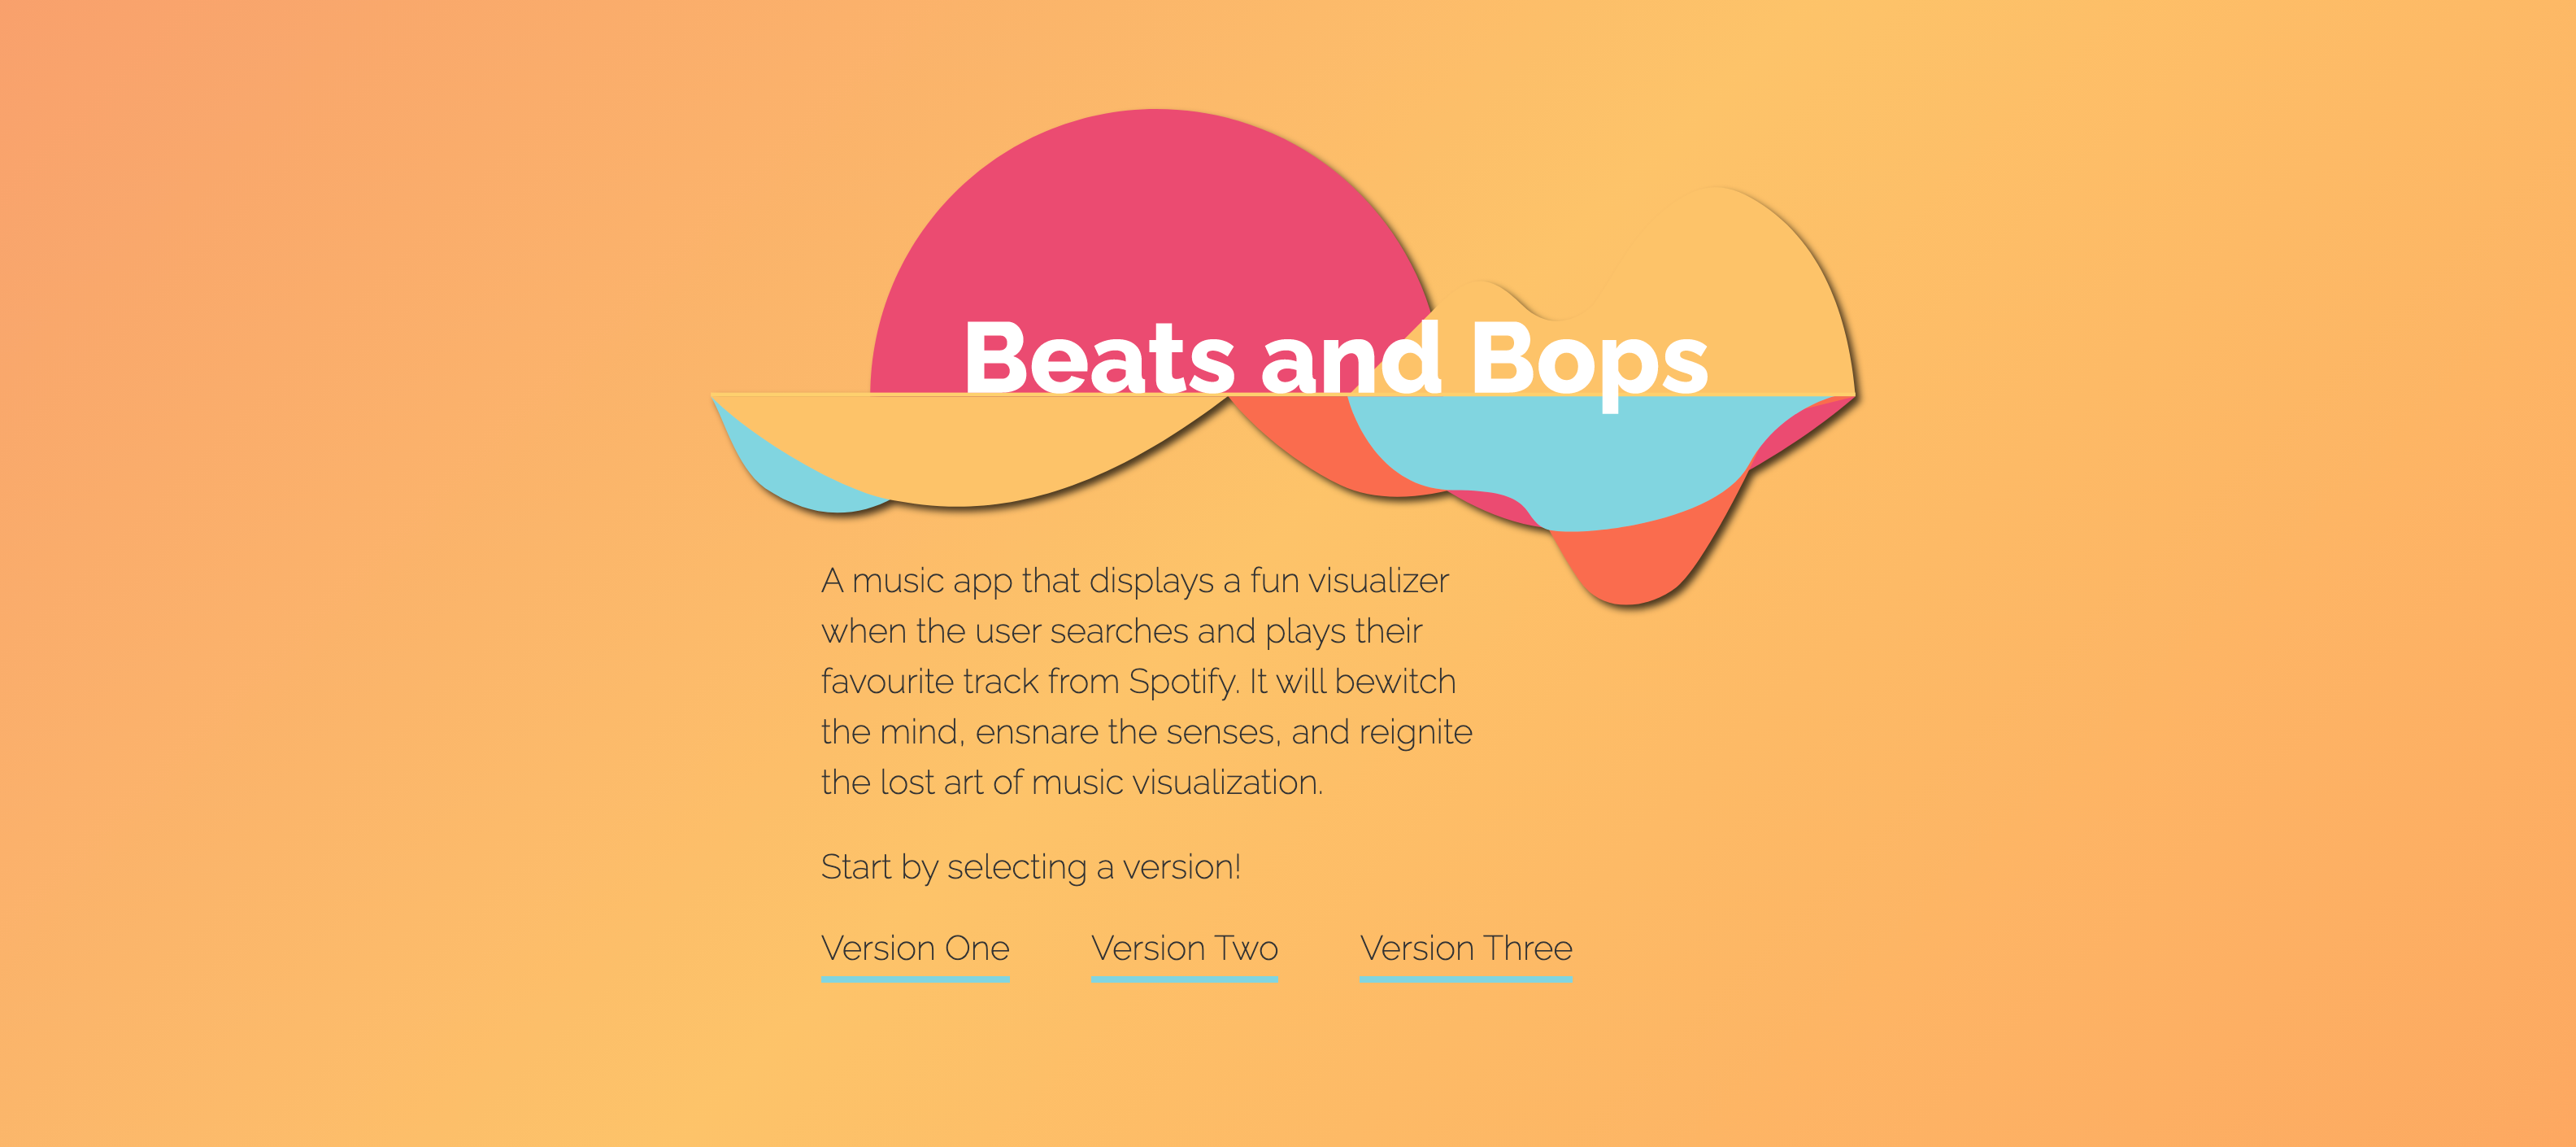 Beats and Bops
A music app that displays a fun visualizer
when the user searches and plays their
favourite track from Spotify. It will bewitch
the mind, ensnare the senses, and reignite
the lost art of music visualization.
Start by selecting a version!
Version One Version Two Version Three